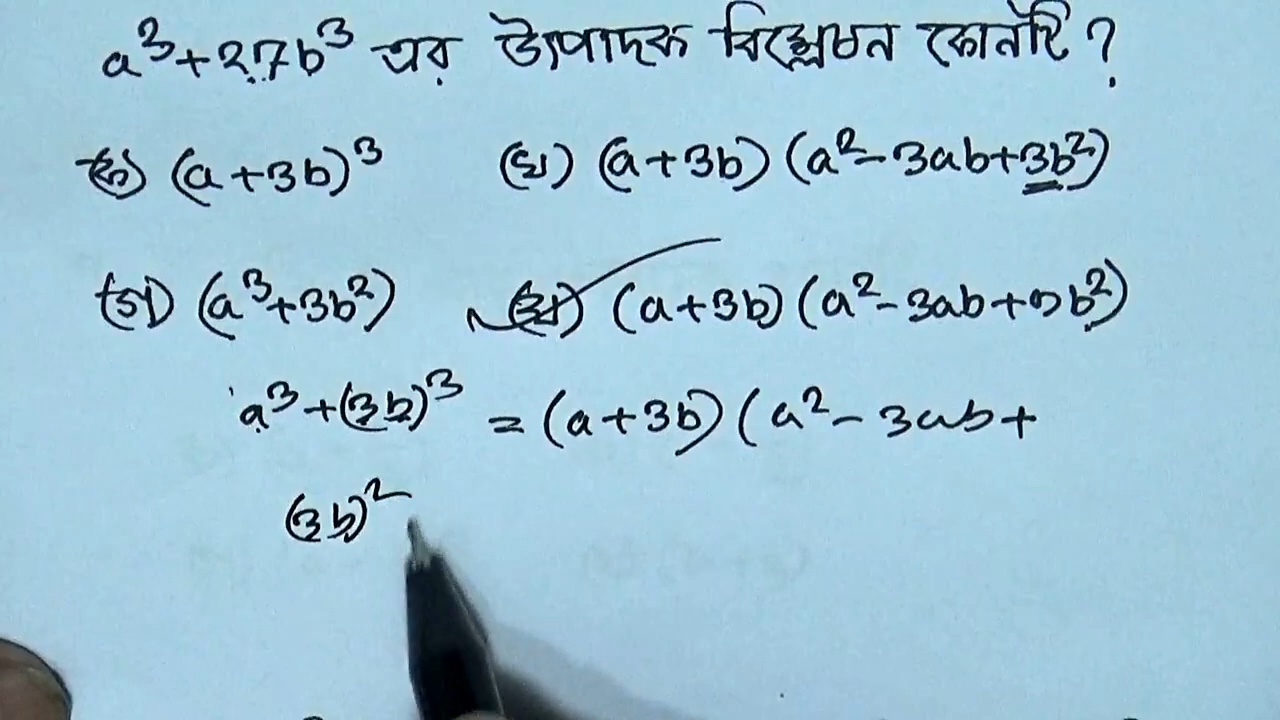 a³+27b³ এর উৎপাদক বিশ্লেষন কোনটি?
(ক) (a+3b)³ (খ) (a+3b)(a²-3ab+3b²)
(গ) (a³+3b²) (ঘ) (a+3b)(a²-3ab+9b²)
a³+(3b)³ = (a+3b)(a²-3ab+
(3b)²